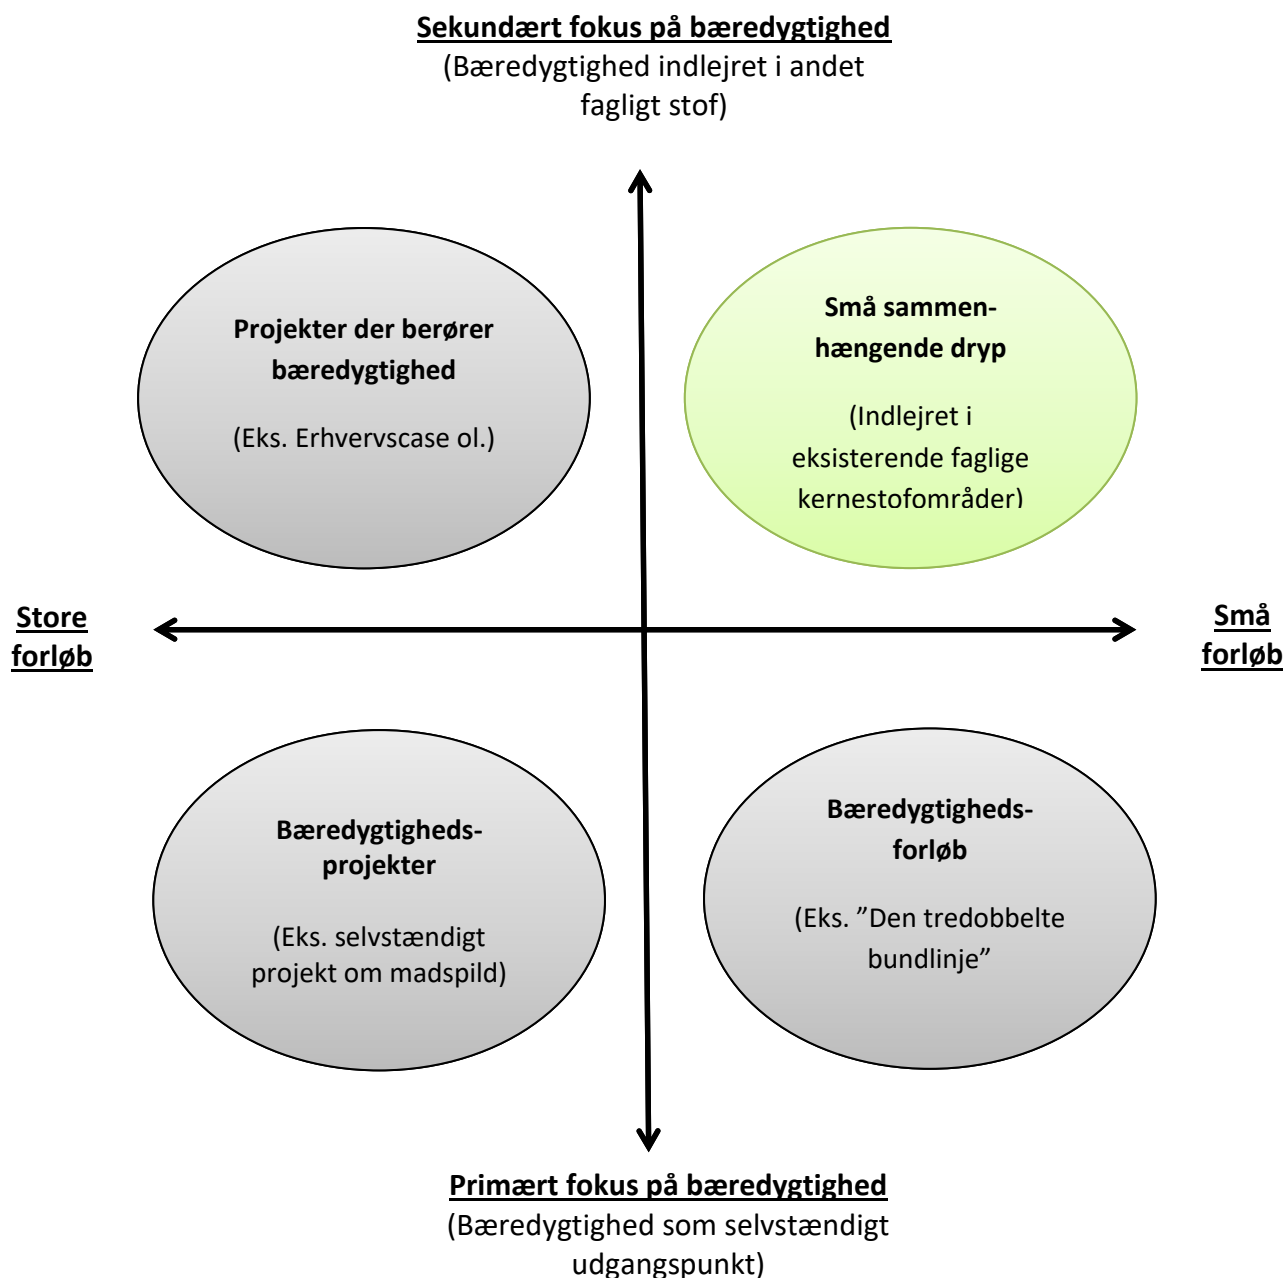 Sekundært fokus på bæredygtighed
(Bæredygtighed indlejret i andet
fagligt stof)
Projekter der berører
bæredygtighed
(Eks. Erhvervscase ol.)
Små sammen-
hængende dryp
(Indlejret i
eksisterende faglige
kernestofområder)
Store
forløb
Små
forløb
Bæredygtigheds-
projekter
(Eks. selvstændigt
projekt om madspild)
Bæredygtigheds-
forløb
(Eks. ”Den tredobbelte
bundlinje”
Primært fokus på bæredygtighed
(Bæredygtighed som selvstændigt
udgangspunkt)